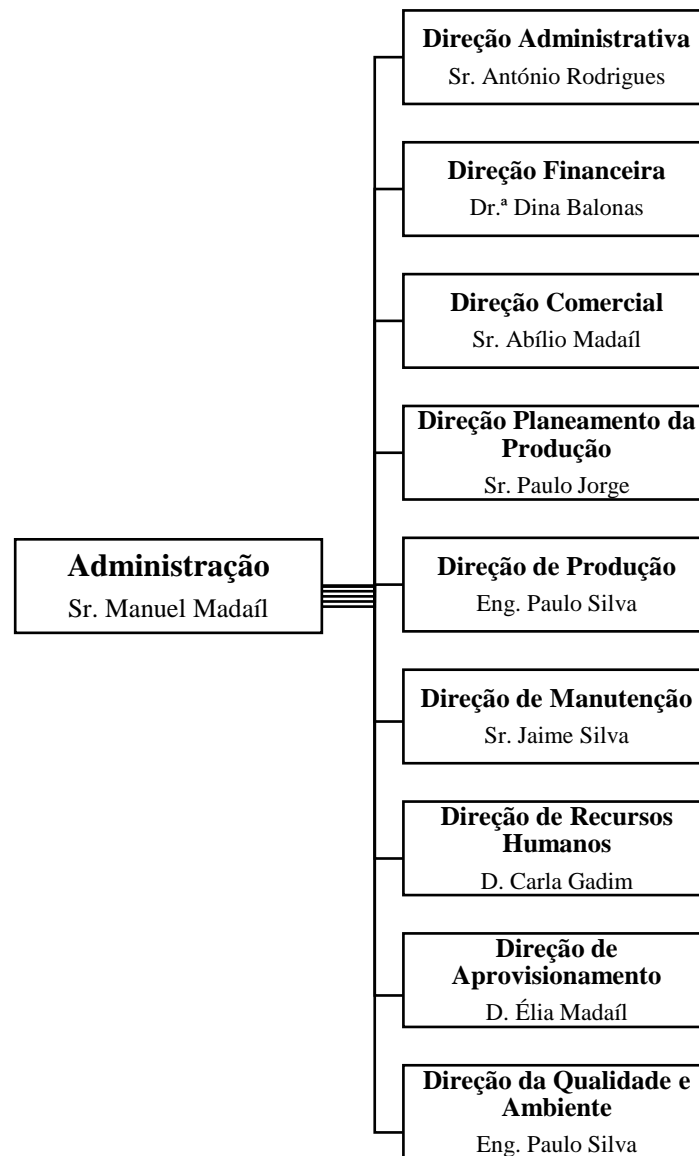 Direção Administrativa
Sr. António Rodrigues
Direção Financeira
Dr.ª Dina Balonas
Direção Comercial
Sr. Abílio Madaíl
Direção Planeamento da
Produção
Sr. Paulo Jorge
Administração
Sr. Manuel Madaíl
Direção de Produção
Eng. Paulo Silva
Direção de Manutenção
Sr. Jaime Silva
Direção de Recursos
Humanos
D. Carla Gadim
Direção de
Aprovisionamento
D. Élia Madaíl
Direção da Qualidade e
Ambiente
Eng. Paulo Silva